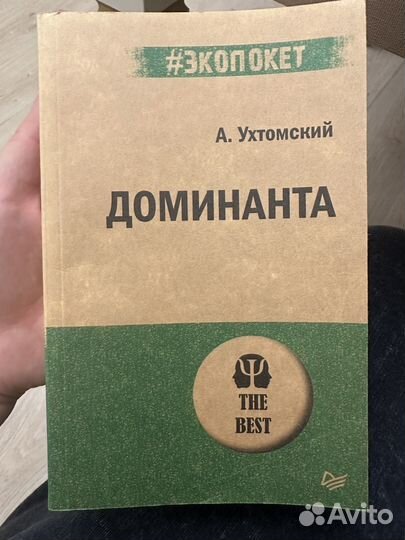 #ЭКОПОКЕТ
А. Ухтомский
ДОМИНАНТА
Ψ
THE
BEST
Avito